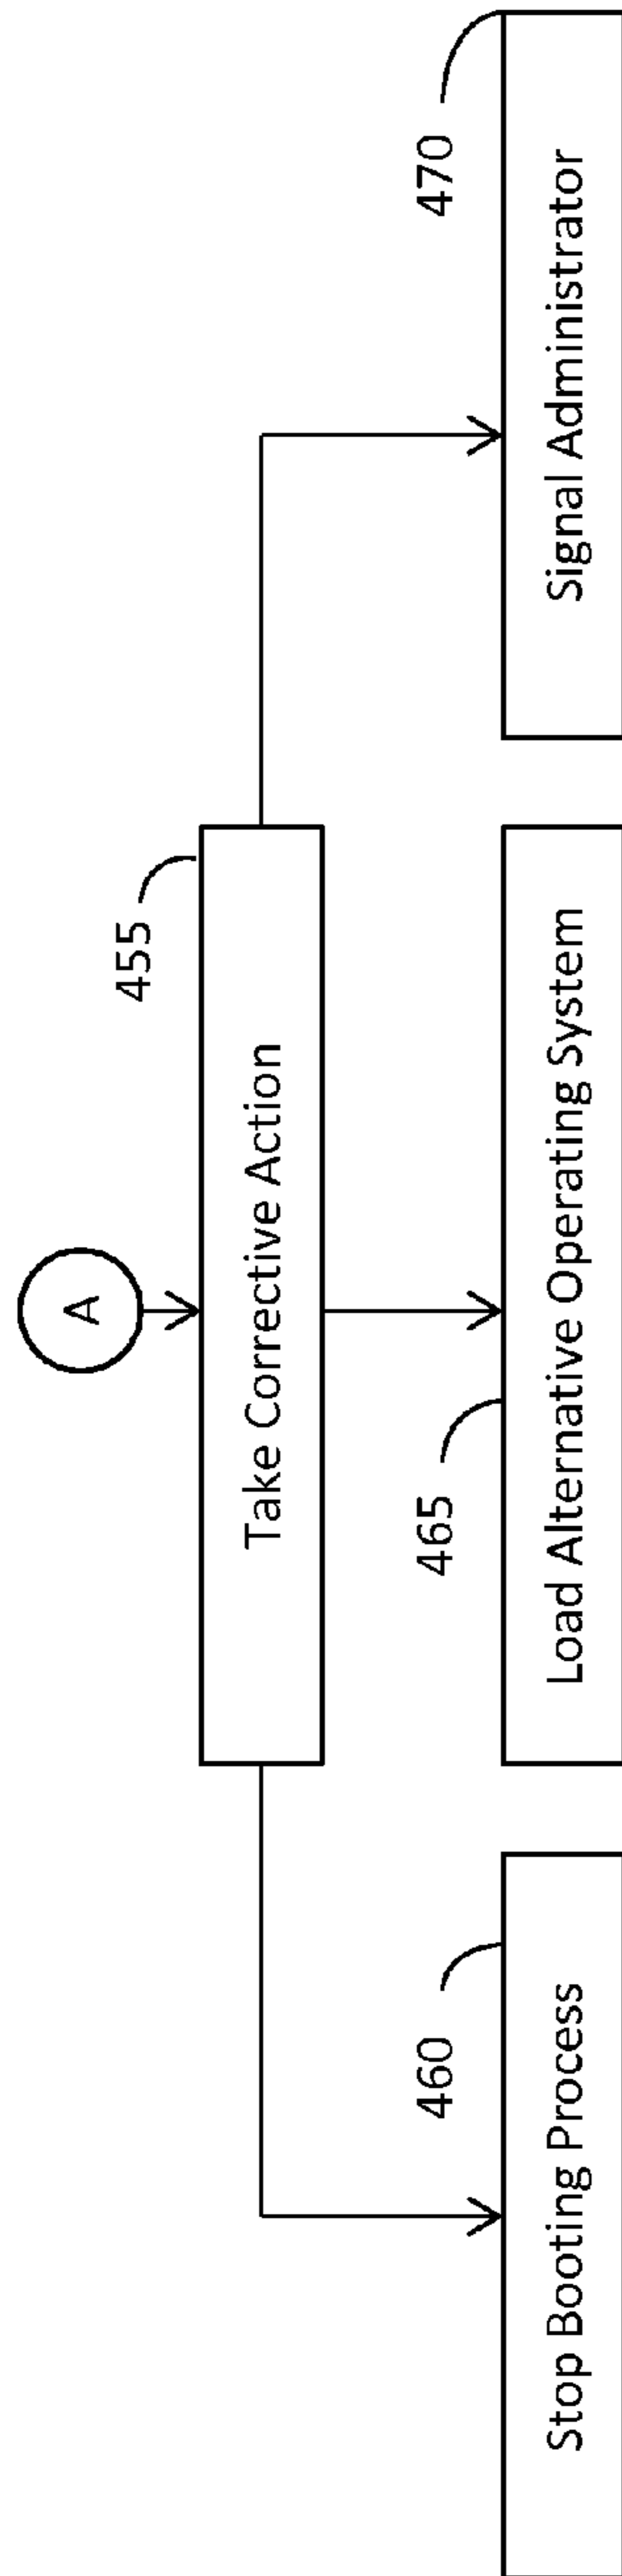 A
455
Take Corrective Action
460
465
470
Stop Booting Process
Load Alternative Operating System
Signal Administrator